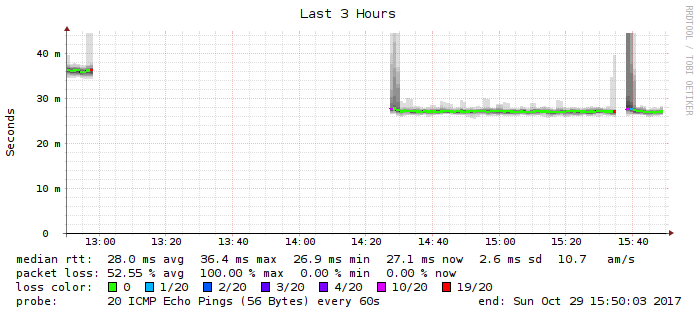 Last 3 Hours
RRDTOOL / TOBI OETIKER
Seconds
40 m
30 m
20 m
10 m
0
13:00 13:20 13:40 14:00 14:20 14:40 15:00 15:20 15:40
median rtt: 28.0 ms avg 36.4 ms max 26.9 ms min 27.1 ms now 2.6 ms sd 10.7 am/s
packet loss: 52.55 % avg 100.00 % max 0.00 % min 0.00 % now
loss color: 0 1/20 2/20 3/20 4/20 10/20 19/20
probe: 20 ICMP Echo Pings (56 Bytes) every 60s end: Sun Oct 29 15:50:03 2017